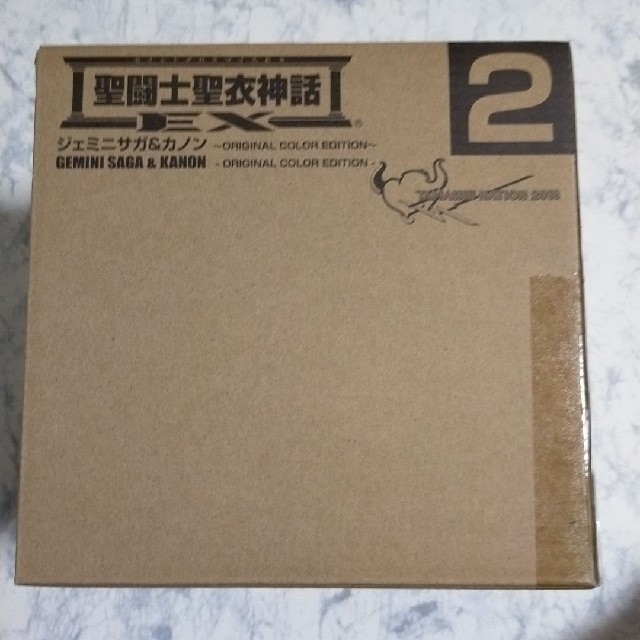 聖闘士聖衣神話
EX®
2
ジェミニサガ&カノン ~ORIGINAL COLOR EDITION~
GEMINI SAGA & KANON - ORIGINAL COLOR EDITION -